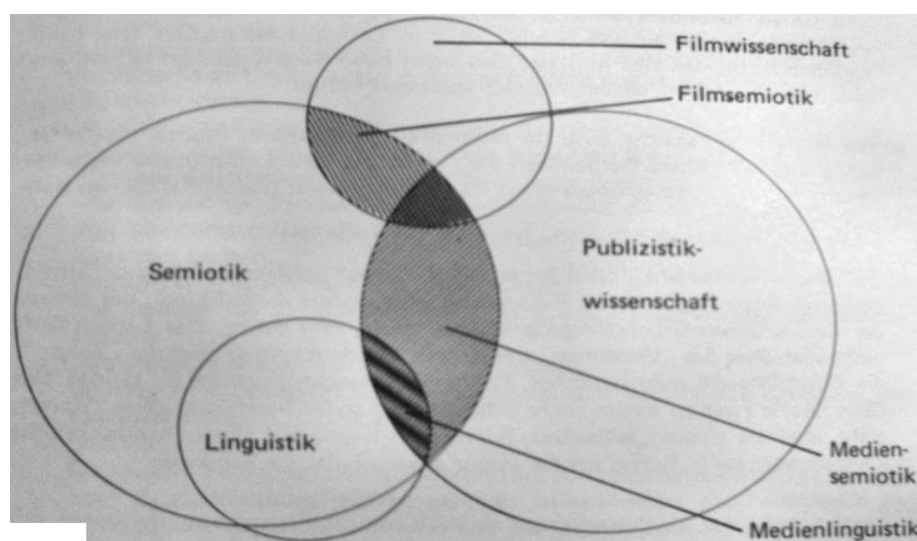 Filmwissenschaft
Filmsemiotik
Semiotik
Publizistik-
wissenschaft
Linguistik
Medien-
semiotik
Medienlinguistik